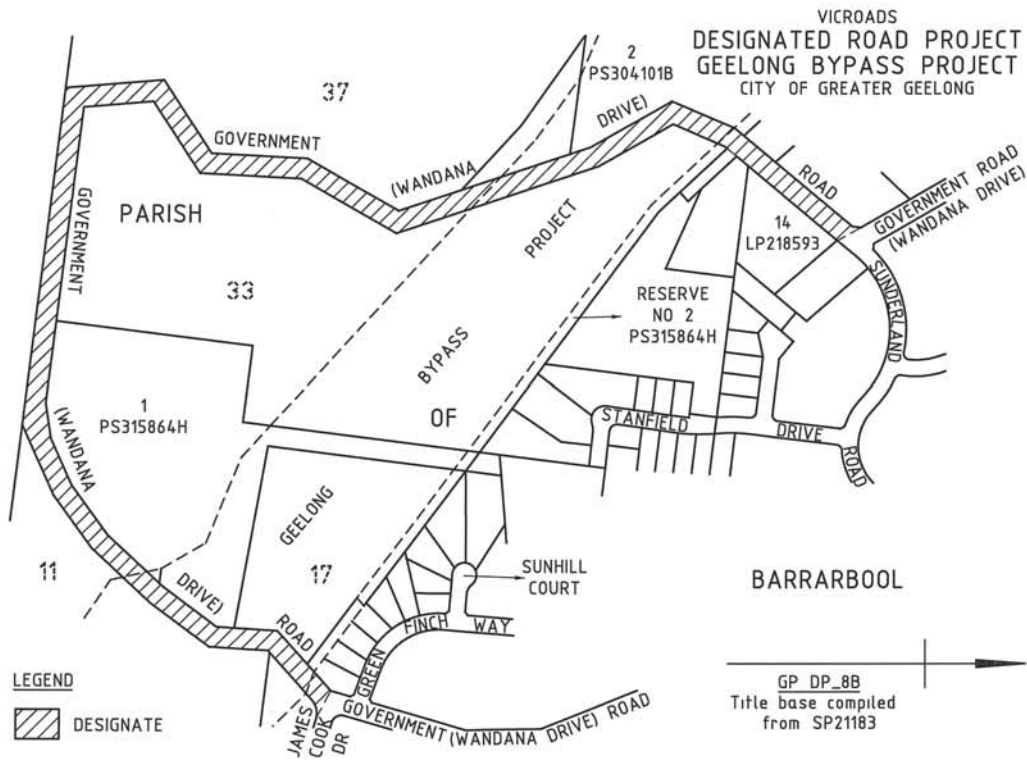 VICROADS
DESIGNATED ROAD PROJECT
GEELONG BYPASS PROJECT
CITY OF GREATER GEELONG
2
PS304101B
37
GOVERNMENT
(WANDANA
DRIVE)
ROAD
GOVERNMENT ROAD
(WANDANA DRIVE)
GOVERNMENT
PARISH
PROJECT
14
LP218593
SUNDERLAND
33
RESERVE
NO 2
PS315864H
BYPASS
1
PS315864H
OF
STANFIELD
DRIVE
ROAD
(WANDANA
GEELONG
11
17
SUNHILL
COURT
BARRARBOOL
DRIVE)
ROAD
GREEN
FINCH
WAY
LEGEND
DESIGNATE
JAMES
COOK
DR
GOVERNMENT (WANDANA DRIVE) ROAD
GP DP_8B
Title base compiled
from SP21183